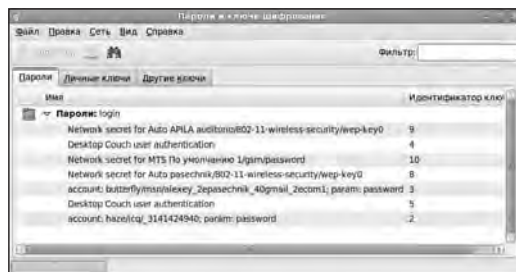 Пароли и ключи шифрования
Файл Правка Сеть Вид Справка
Фильтр:
Пароли Личные ключи Другие ключи
Имя Идентификатор клю
Пароли: login
Network secret for Auto APILA auditorio/802-11-wireless-security/wep-key0 9
Desktop Couch user authentication 4
Network secret for MTS По умолчанию 1/gsm/password 10
Network secret for Auto pasechnik/802-11-wireless-security/wep-key0 8
account: butterfly/msn/alexey_2epasechnik_40gmail_2ecom1; param: password 3
Desktop Couch user authentication 5
account: haze/icq/_3141424940; param: password 2